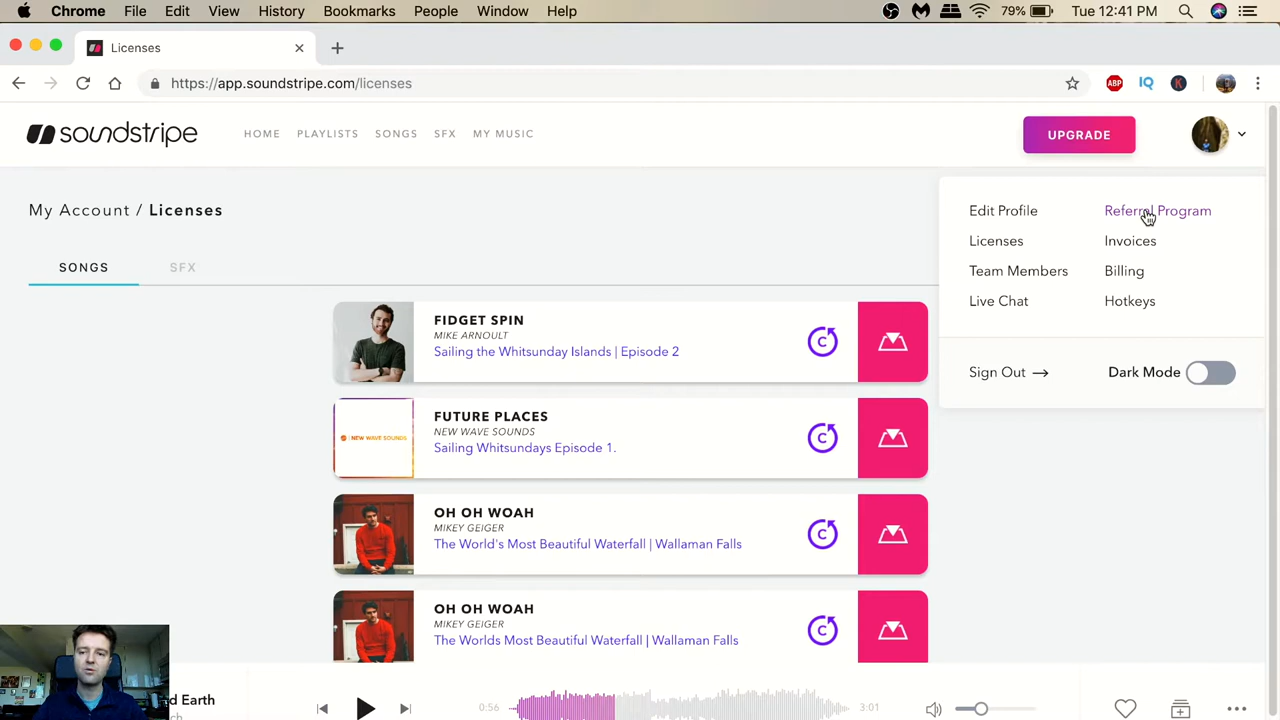 Chrome File Edit View History Bookmarks People Window Help 79% Tue 12:41 PM
Licenses
https://app.soundstripe.com/licenses ABP IQ K
soundstripe HOME PLAYLISTS SONGS SFX MY MUSIC UPGRADE
My Account / Licenses
Edit Profile Referral Program
Licenses Invoices
Team Members Billing
Live Chat Hotkeys
Sign Out → Dark Mode
SONGS SFX
FIDGET SPIN
MIKE ARNOULT
Sailing the Whitsunday Islands | Episode 2
C
NEW WAVE SOUNDS
FUTURE PLACES
NEW WAVE SOUNDS
Sailing Whitsundays Episode 1.
C
OH OH WOAH
MIKEY GEIGER
The World's Most Beautiful Waterfall | Wallaman Falls
C
OH OH WOAH
MIKEY GEIGER
The Worlds Most Beautiful Waterfall | Wallaman Falls
C
d Earth
0:56 3:01